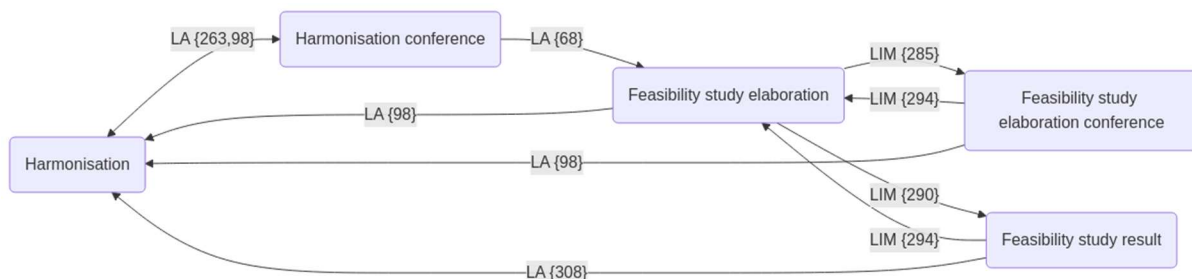 LA {263,98}
Harmonisation conference
LA {68}
LIM {285}
Feasibility study elaboration
LIM {294}
Feasibility study
elaboration conference
LA {98}
Harmonisation
LA {98}
LIM {290}
LIM {294}
Feasibility study result
LA {308}